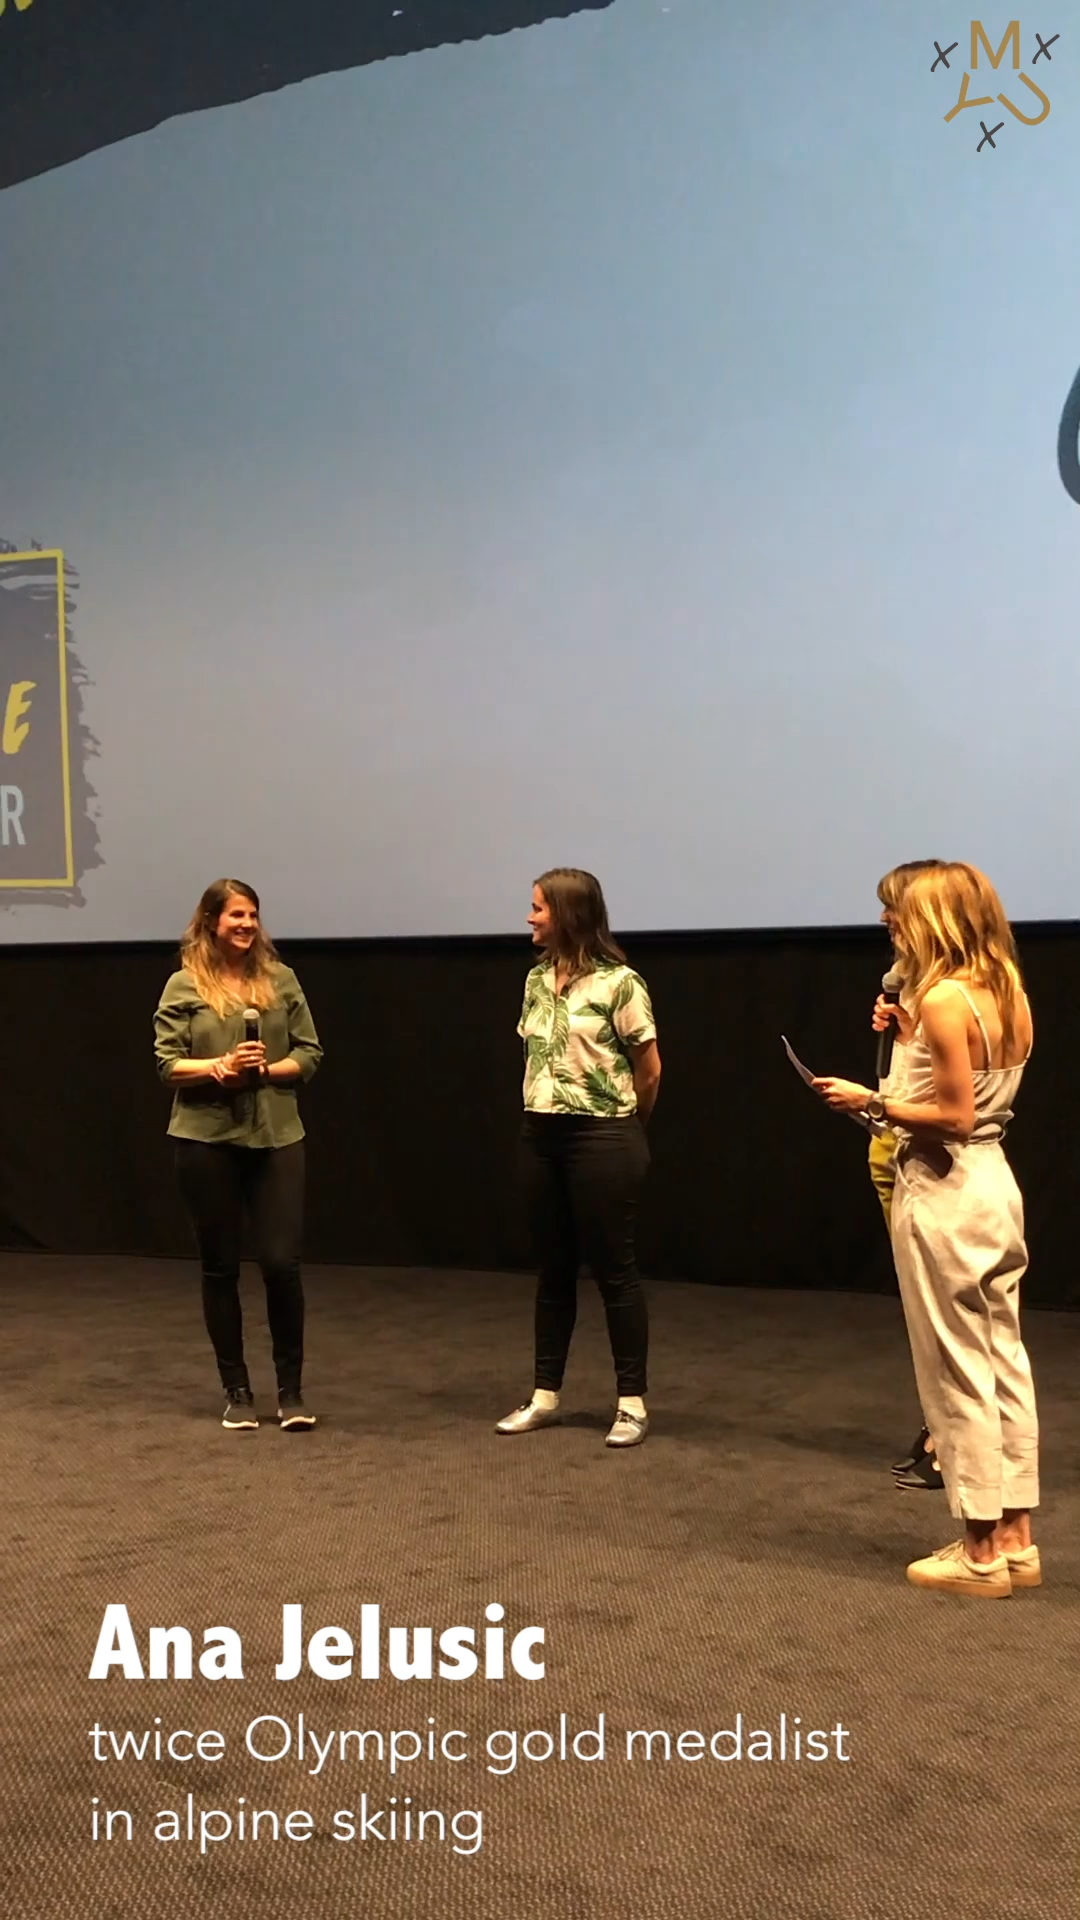 M
Y J
x x x
E
R
Ana Jelusic
twice Olympic gold medalist
in alpine skiing